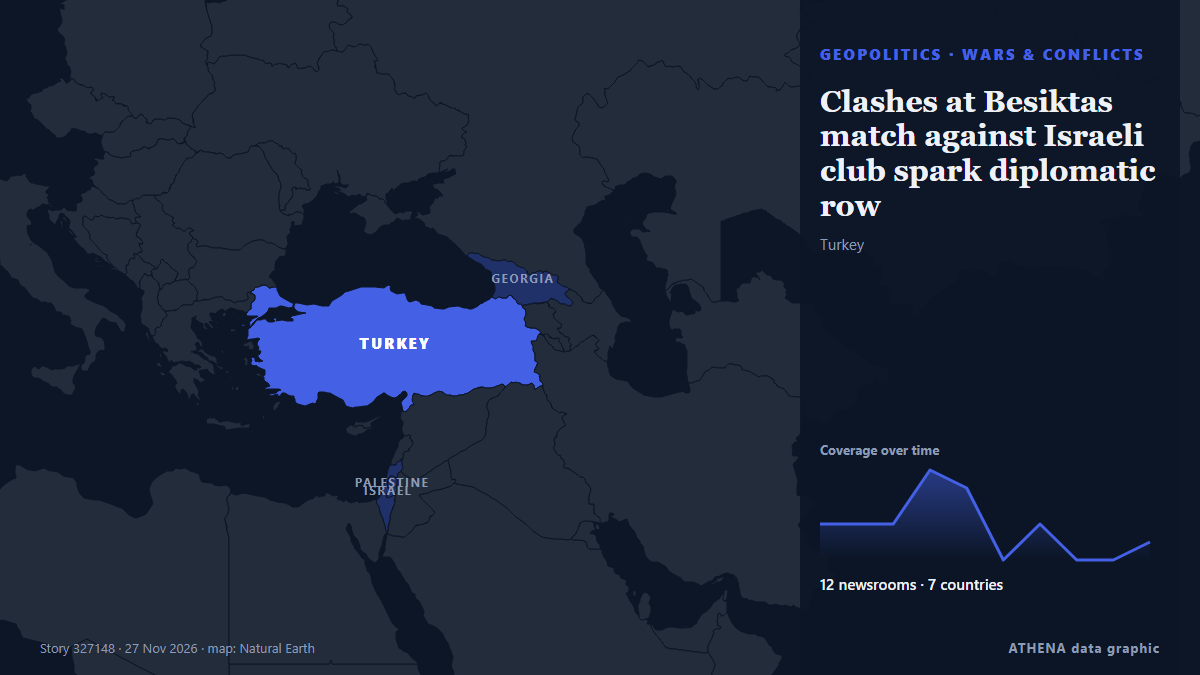 GEOPOLITICS · WARS & CONFLICTS
Clashes at Besiktas
match against Israeli
club spark diplomatic
row
Turkey
GEORGIA
TURKEY
PALESTINE
ISRAEL
Coverage over time
12 newsrooms · 7 countries
Story 327148 · 27 Nov 2026 · map: Natural Earth
ATHENA data graphic